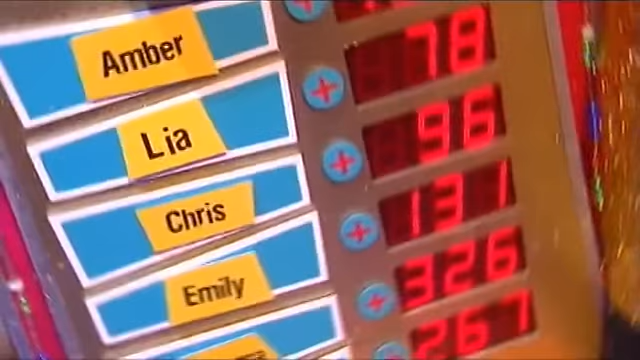 Amber +
Lia + 78
Chris + 96
Emily + 131
+ 326
+ 267